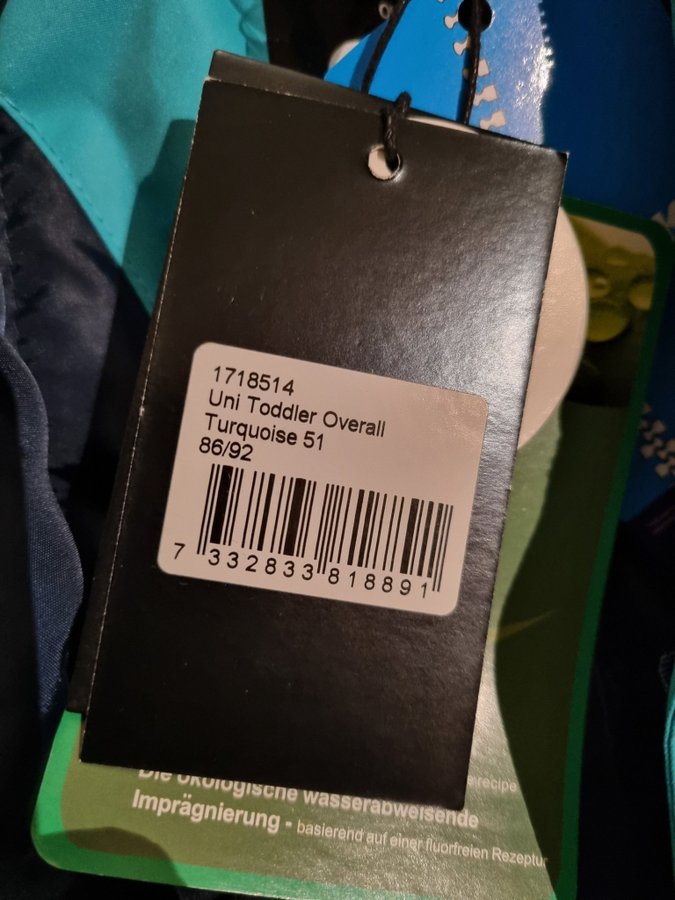 1718514
Uni Toddler Overall
Turquoise 51
86/92
7 332833 818891
recipe
Die ökologische wasserabweisende
Imprägnierung - basierend auf einer fluorfreien Rezeptur